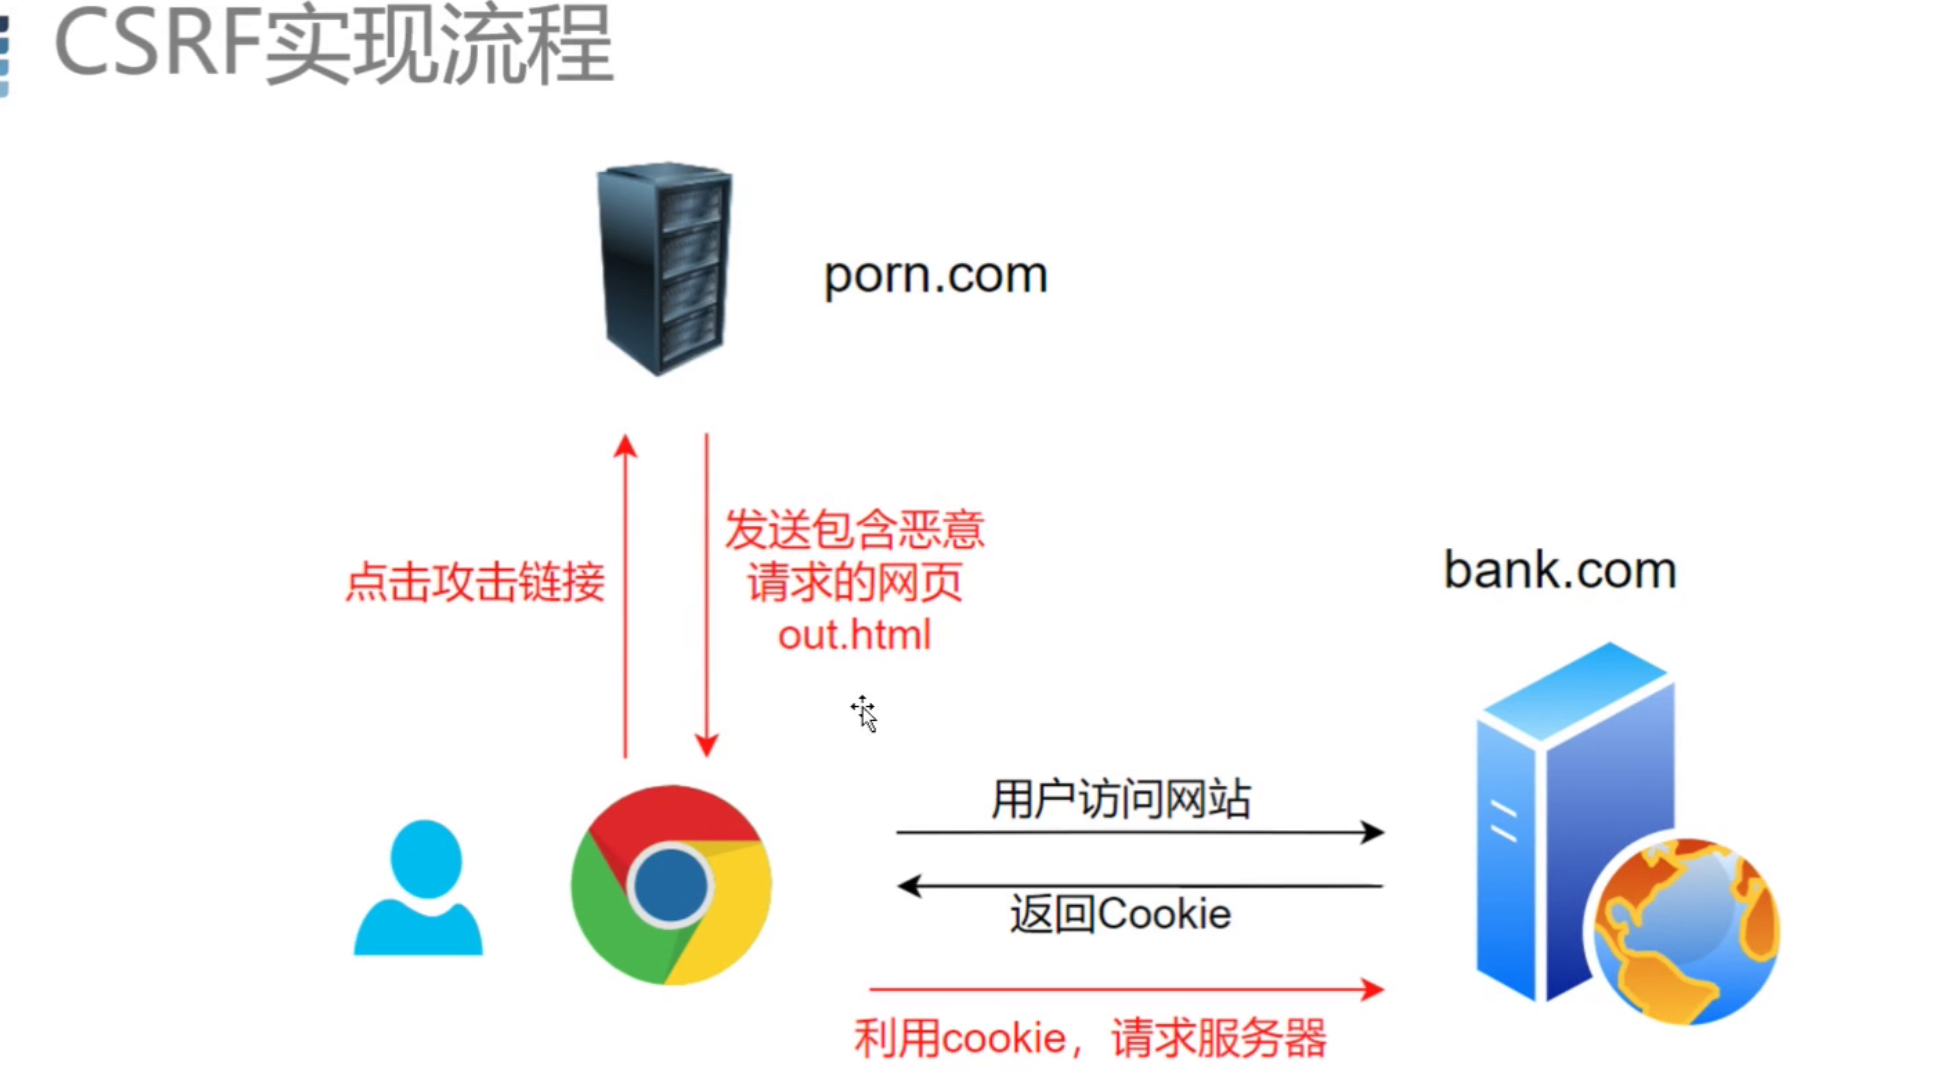 CSRF实现流程
porn.com
点击攻击链接
发送包含恶意
请求的网页
out.html
bank.com
用户访问网站
返回Cookie
利用cookie，请求服务器